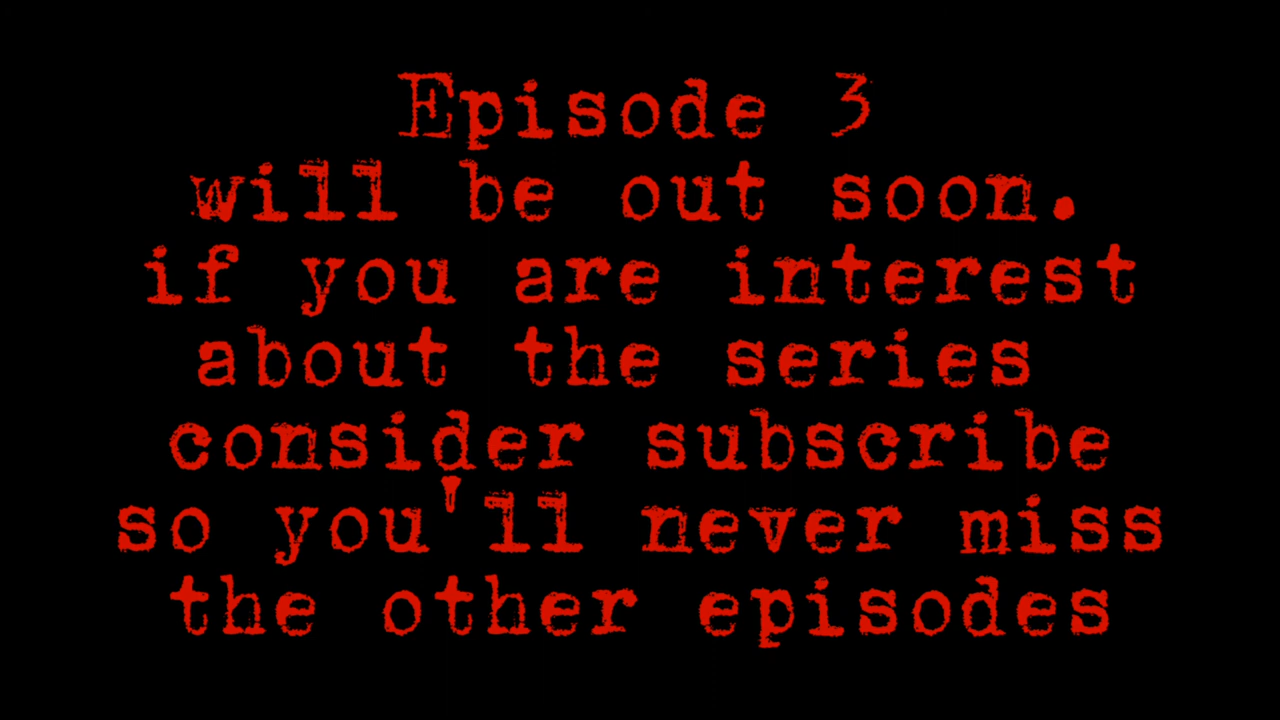 Episode 3
will be out soon.
if you are interest
about the series
consider subscribe
so you'll never miss
the other episodes